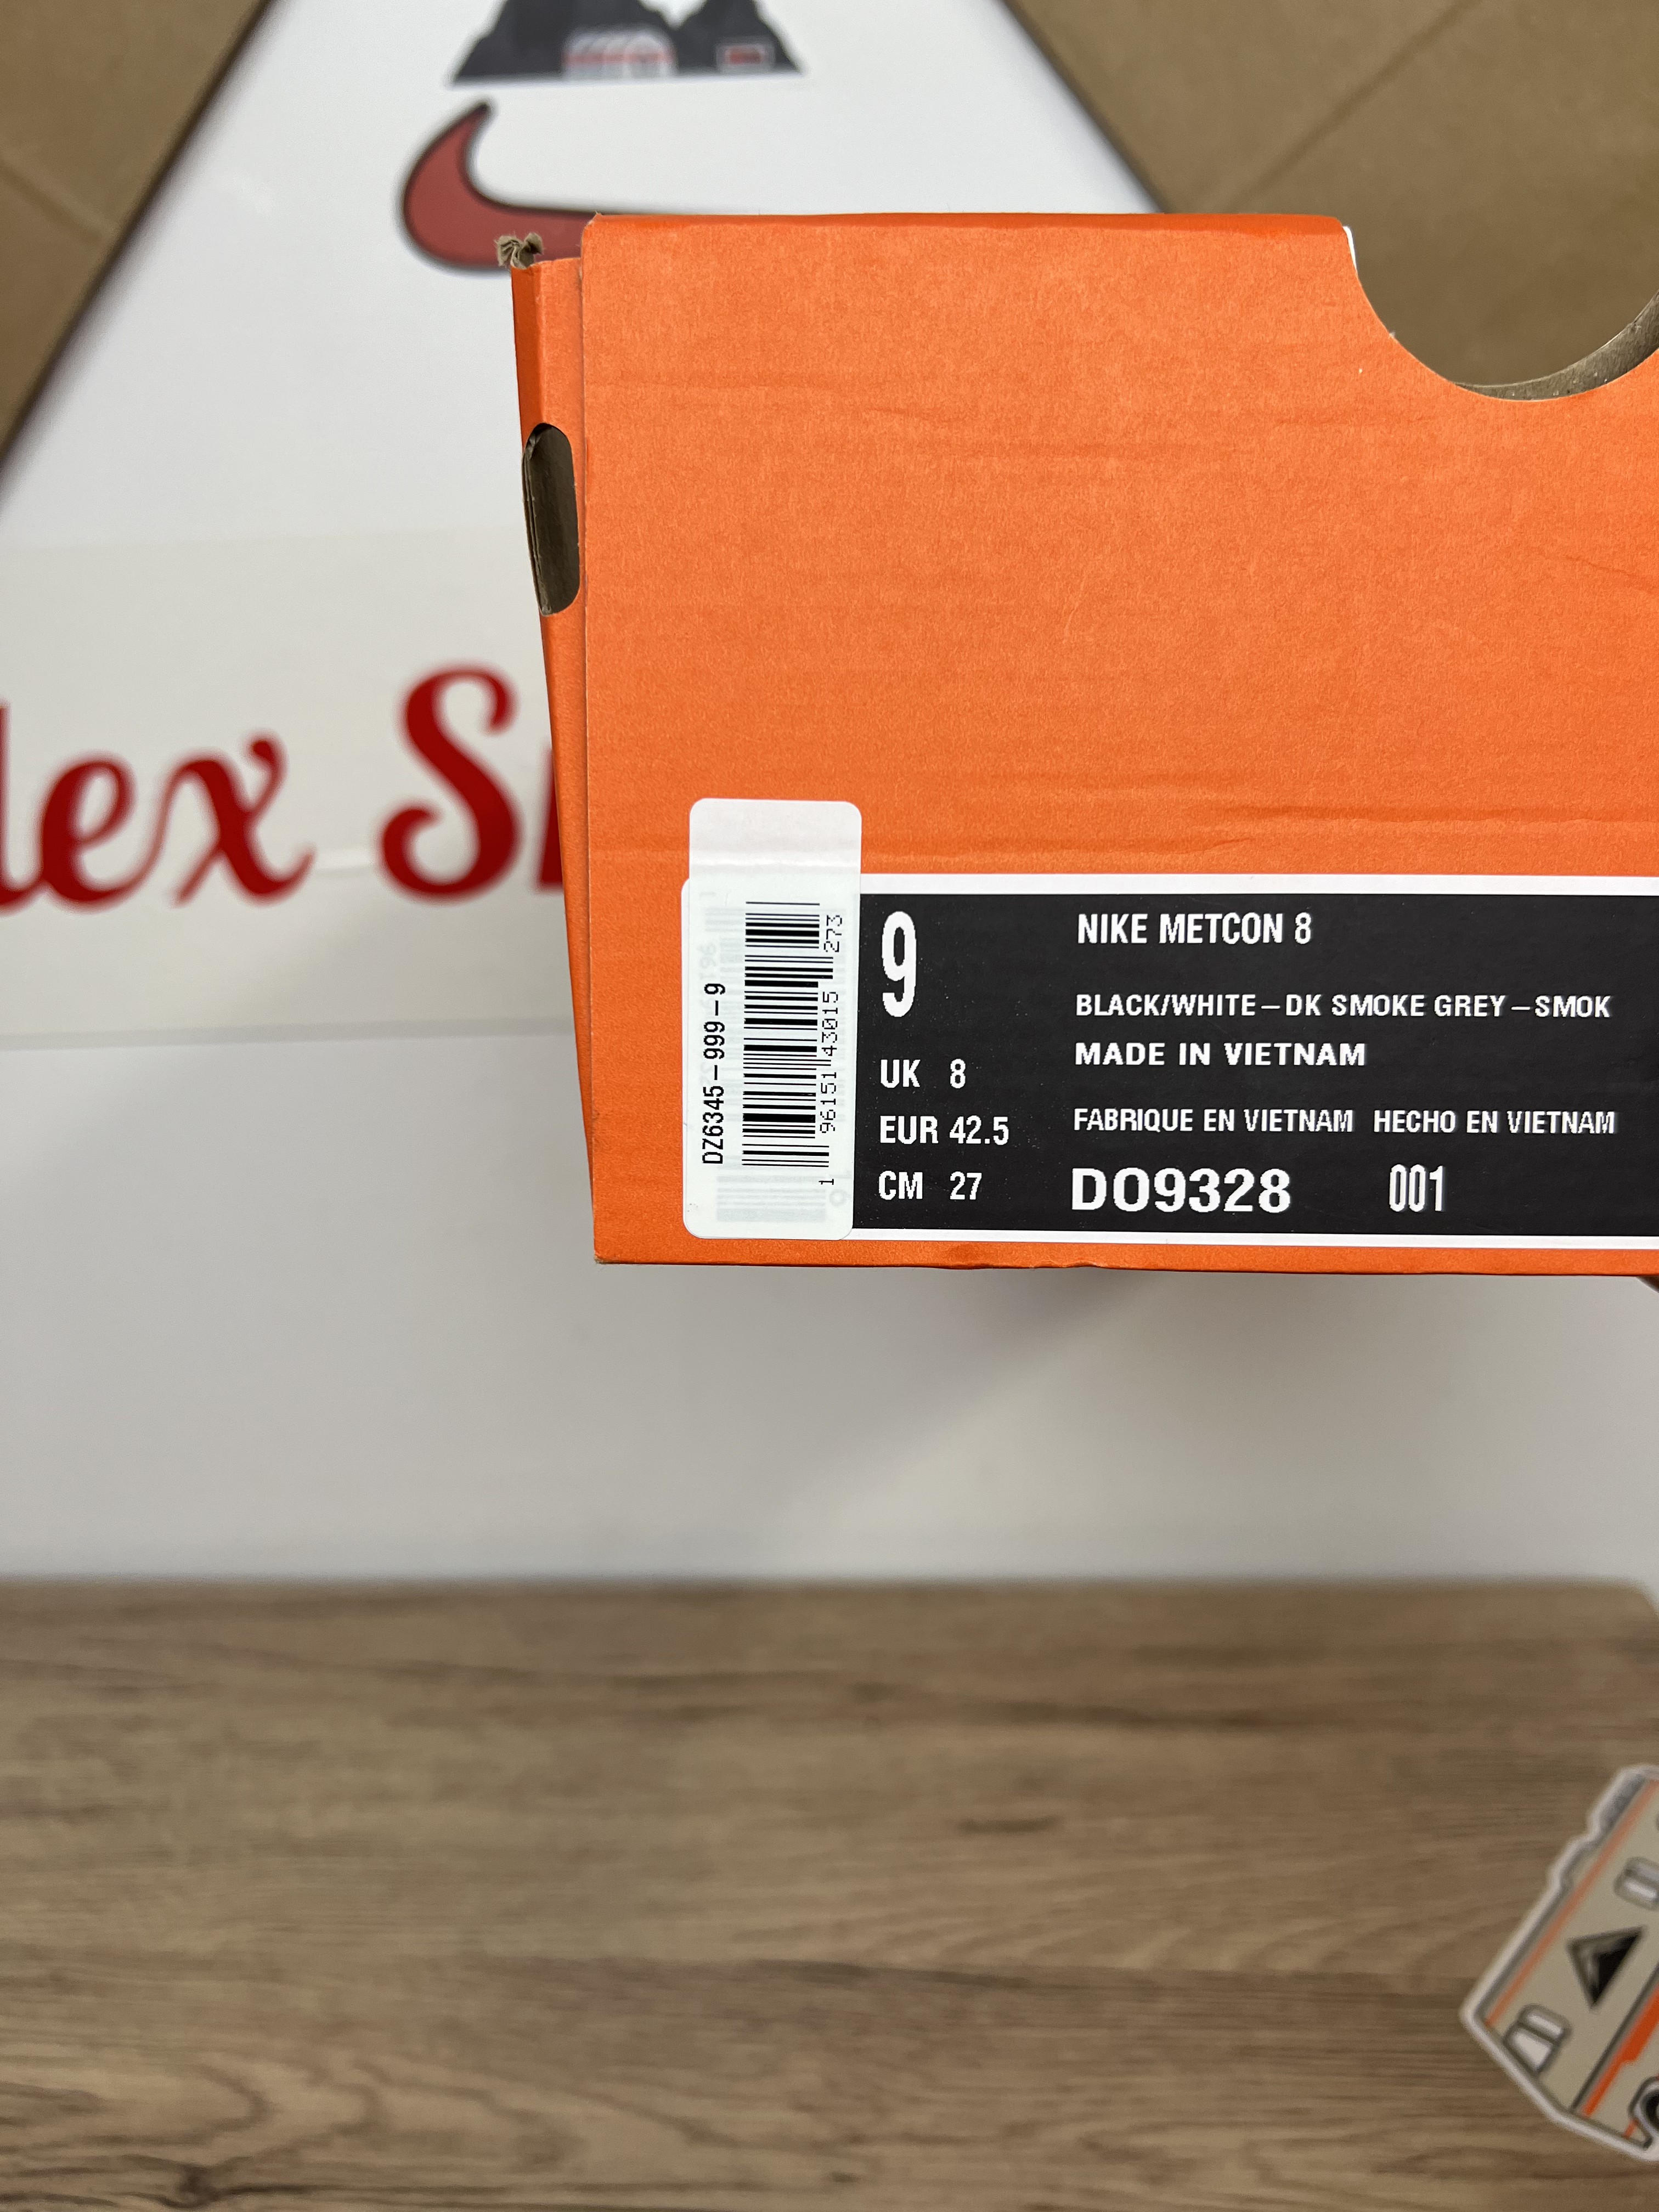 lex S
9
NIKE METCON 8
BLACK/WHITE-DK SMOKE GREY-SMOK
MADE IN VIETNAM
UK 8
FABRIQUE EN VIETNAM HECHO EN VIETNAM
EUR 42.5
CM 27
DO9328 001
DZ6345-999-9
1 96151 43015 273